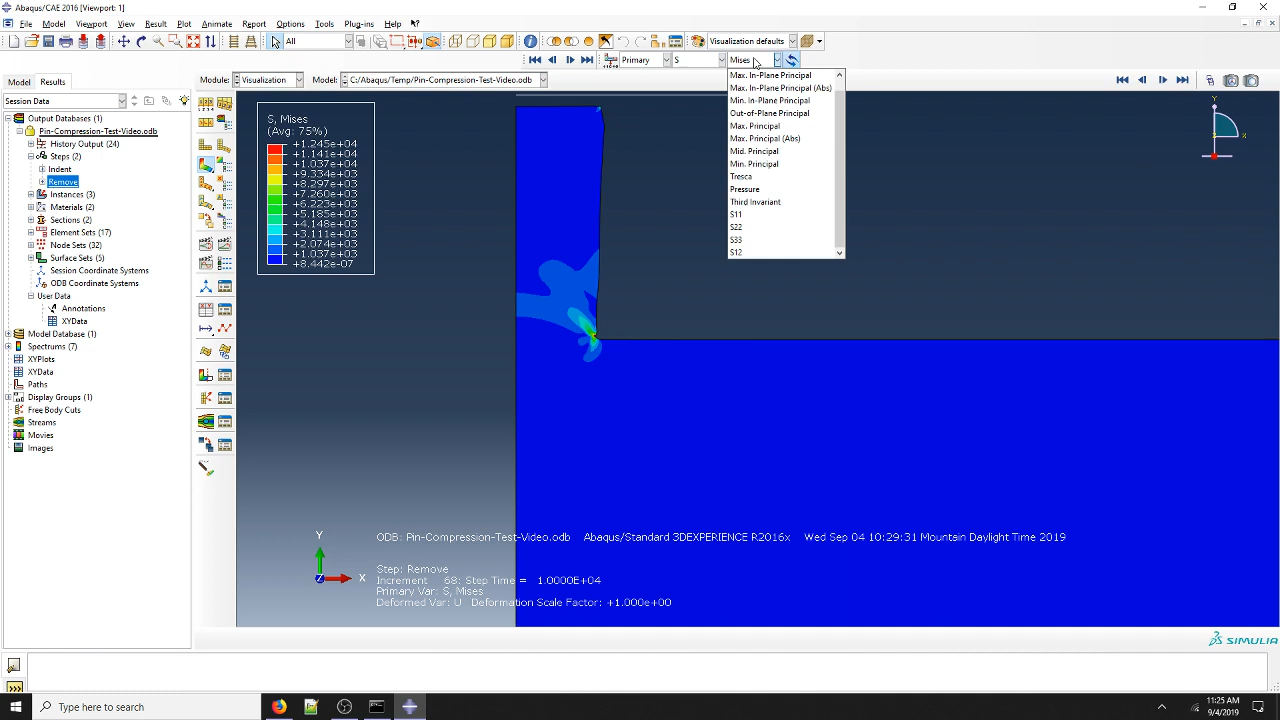 Abaqus/CAE 2016 [Viewport: 1]
File Model Viewport View Result Plot Animate Report Options Tools Plug-ins Help
All
Visualization defaults
Primary
S
Mises
Model Results
Module: Visualization
Model: C:/Abaqus/Temp/Pin-Compression-Test-Video.odb
Session Data
Output Databases (1)
Pin-Compression-Test-Video.odb
History Output (24)
Steps (2)
Indent
Remove
Instances (3)
Materials (2)
Sections (2)
Element Sets (17)
Node Sets (32)
Surface Sets (5)
Session Coordinate Systems
ODB Coordinate Systems
User Data
Annotations
XYData
Model Database (1)
Spectrums (7)
XYPlots
XYData
Paths
Display Groups (1)
Free Body Cuts
Streams
Movies
Images
S, Mises
(Avg: 75%)
+1.245e+04
+1.141e+04
+1.037e+04
+9.334e+03
+8.297e+03
+7.260e+03
+6.223e+03
+5.185e+03
+4.148e+03
+3.111e+03
+2.074e+03
+1.037e+03
+8.442e-07
Max. In-Plane Principal
Max. In-Plane Principal (Abs)
Min. In-Plane Principal
Out-of-Plane Principal
Max. Principal
Max. Principal (Abs)
Mid. Principal
Min. Principal
Tresca
Pressure
Third Invariant
S11
S22
S33
S12
Y
X
Y
Z
X
ODB: Pin-Compression-Test-Video.odb Abaqus/Standard 3DEXPERIENCE R2016x Wed Sep 04 10:29:31 Mountain Daylight Time 2019
Step: Remove
Increment 68: Step Time = 1.0000E+04
Primary Var: S, Mises
Deformed Var: U Deformation Scale Factor: +1.000e+00
SIMULIA
Type here to search
11:25 AM
9/4/2019